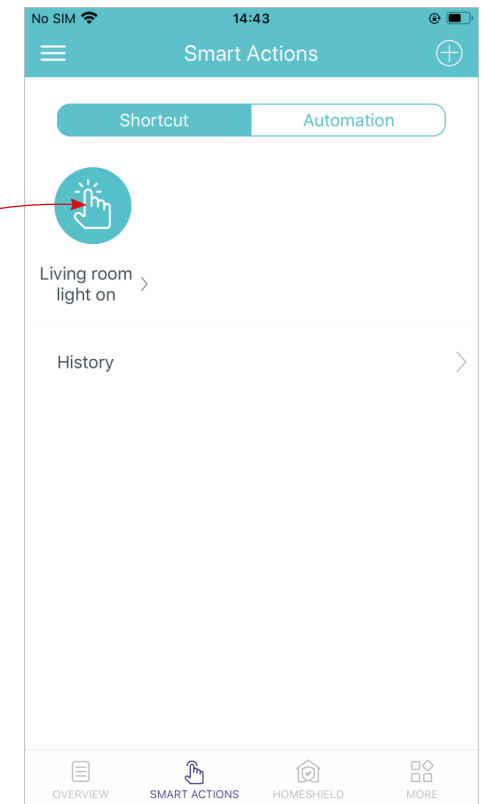 No SIM 14:43
Smart Actions
Shortcut Automation
Living room
light on
History
OVERVIEW SMART ACTIONS HOMESHIELD MORE